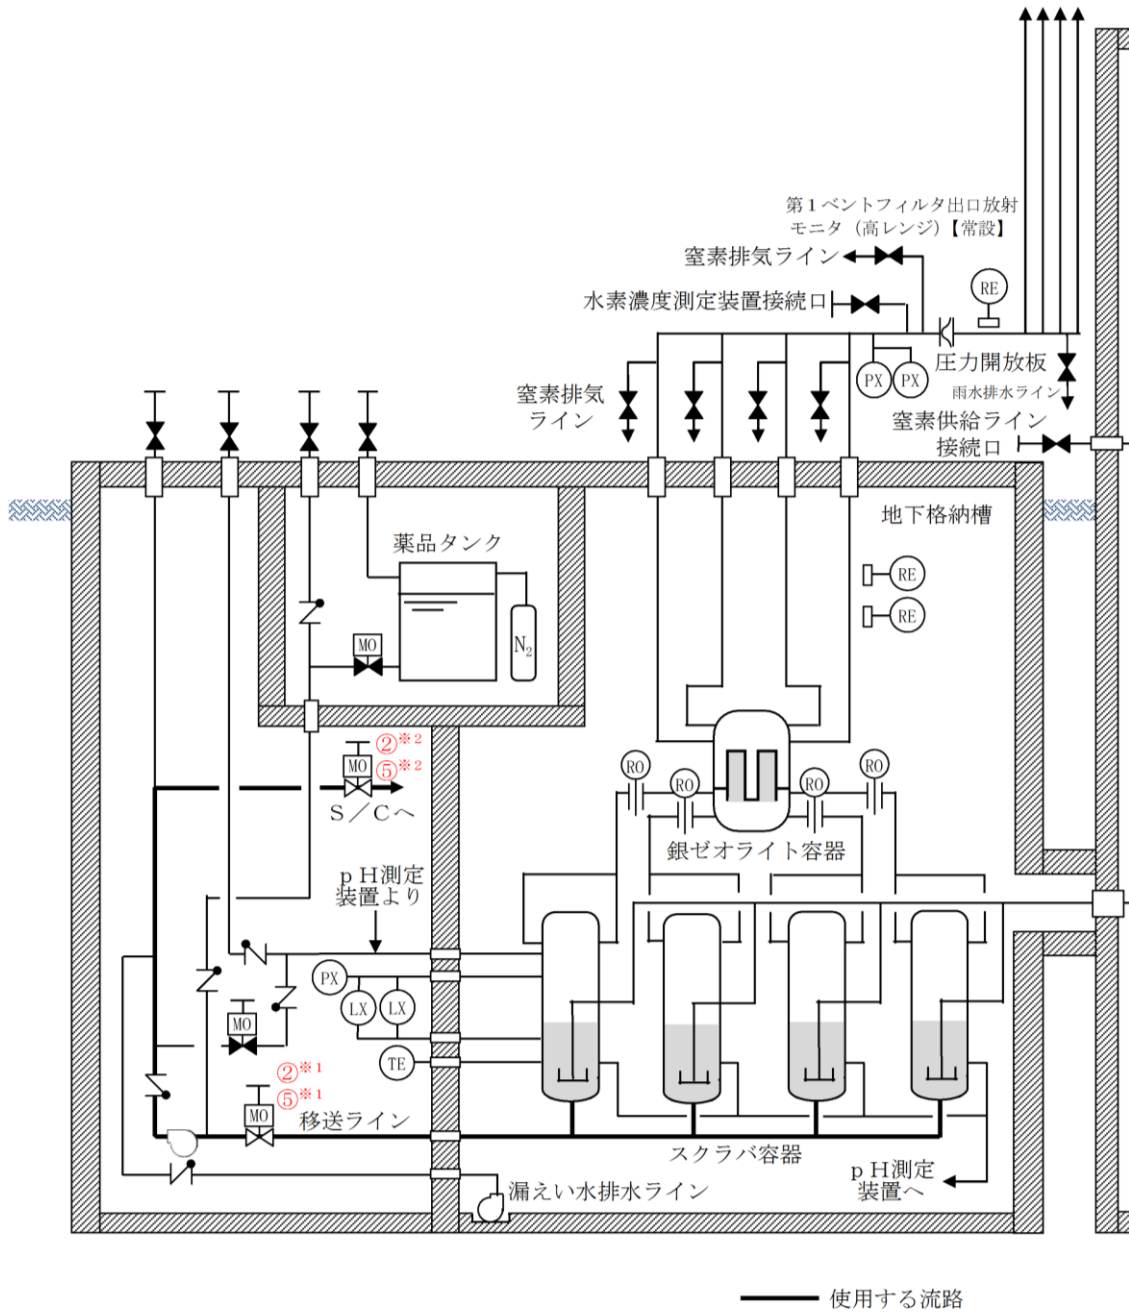 第１ベントフィルタ出口放射
モニタ（高レンジ）【常設】
窒素排気ライン
RE
水素濃度測定装置接続口
圧力開放板
PX
PX
雨水排水ライン
窒素排気
ライン
窒素供給ライン
接続口
地下格納槽
薬品タンク
RE
RE
MO
N₂
②※2
⑤※2
MO
S／Cへ
RO
RO
RO
RO
銀ゼオライト容器
ｐＨ測定
装置より
PX
LX
LX
MO
TE
②※1
⑤※1
MO
移送ライン
スクラバ容器
ｐＨ測定
装置へ
漏えい水排水ライン
使用する流路